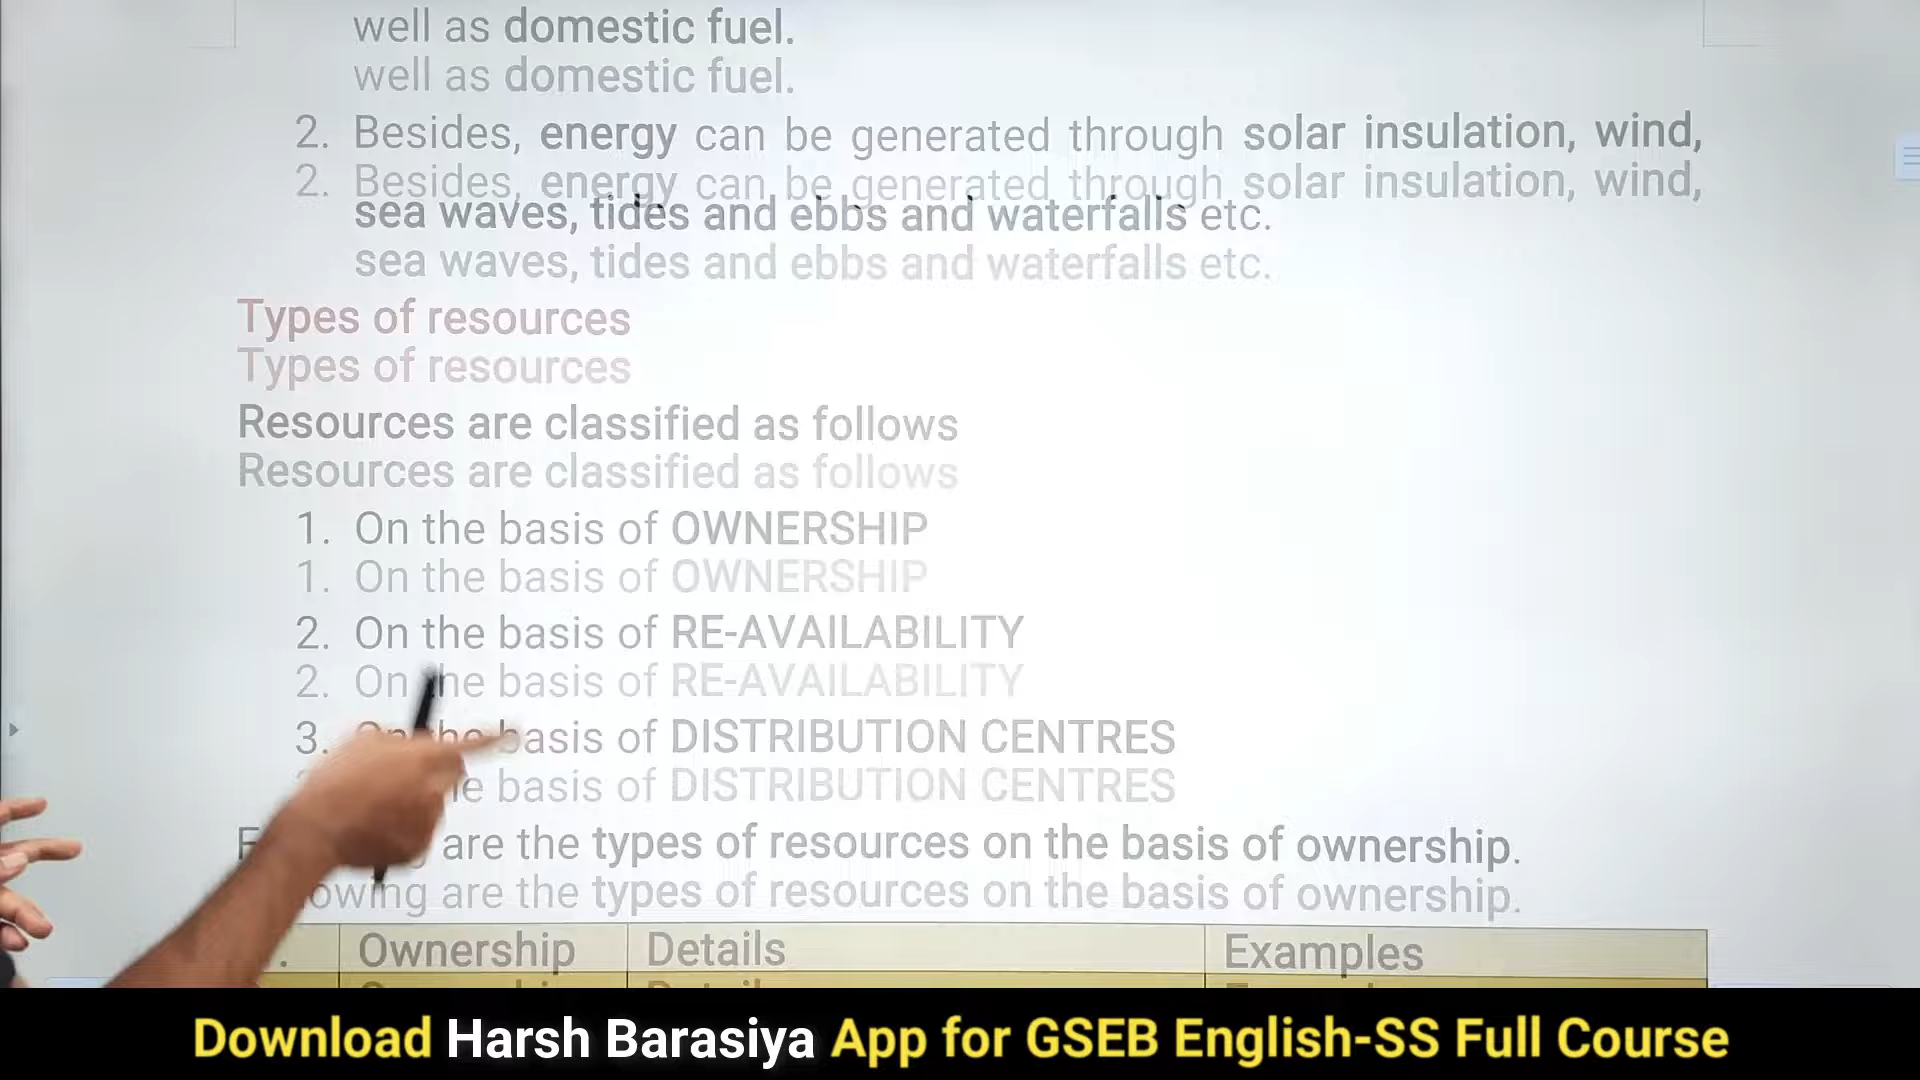 well as domestic fuel.
well as domestic fuel.
2. Besides, energy can be generated through solar insulation, wind,
2. Besides, energy can be generated through solar insulation, wind,
sea waves, tides and ebbs and waterfalls etc.
sea waves, tides and ebbs and waterfalls etc.
Types of resources
Types of resources
Resources are classified as follows
Resources are classified as follows
1. On the basis of OWNERSHIP
1. On the basis of OWNERSHIP
2. On the basis of RE-AVAILABILITY
2. On the basis of RE-AVAILABILITY
3. On the basis of DISTRIBUTION CENTRES
basis of DISTRIBUTION CENTRES
are the types of resources on the basis of ownership.
are the types of resources on the basis of ownership.
Ownership Details Examples
Download Harsh Barasiya App for GSEB English-SS Full Course